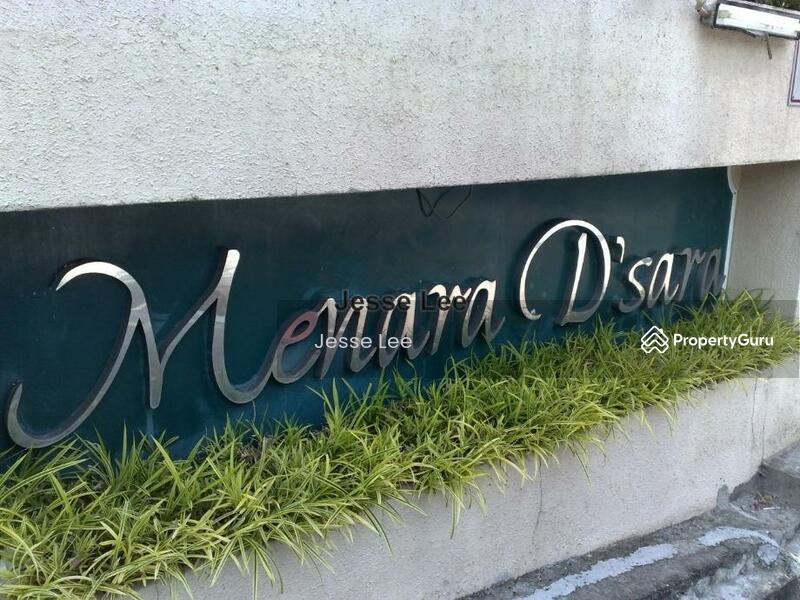 Menara D'sara
Jesse Lee
Jesse Lee
PropertyGuru